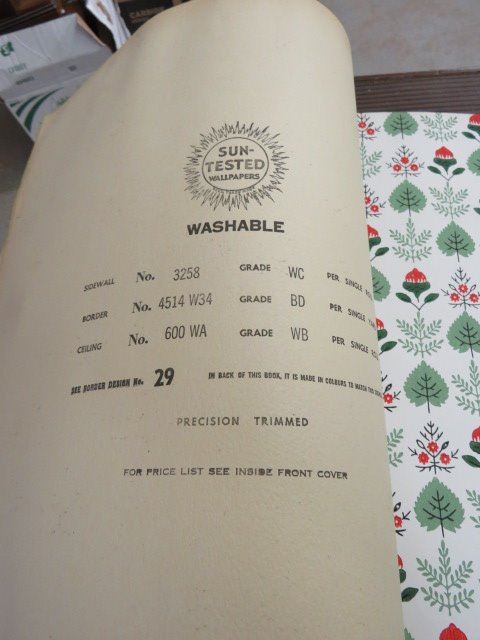 SUN-
TESTED
WALLPAPERS
WASHABLE
SIDEWALL No. 3258 GRADE WC PER SINGLE
BORDER No. 4514 W34 GRADE BD PER
CEILING No. 600 WA GRADE WB PER SINGLE
SEE BORDER DESIGN No. 29 IN BACK OF THIS BOOK, IT IS MADE IN COLOURS TO MATCH THIS
PRECISION TRIMMED
FOR PRICE LIST SEE INSIDE FRONT COVER